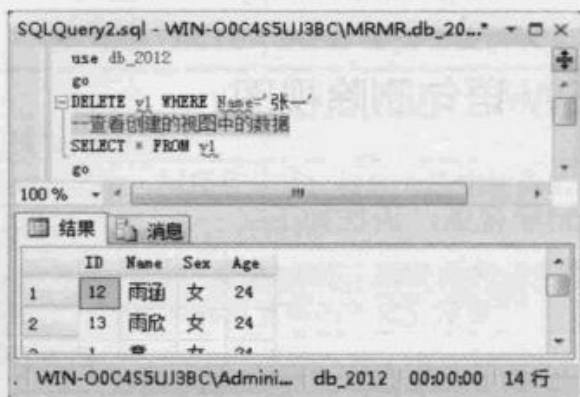 SQLQuery2.sql - WIN-O0C4S5UJ3BC\MRMR.db_20...*
use db_2012
go
DELETE v1 WHERE Name='张一'
--查看创建的视图中的数据
SELECT * FROM v1
go
100 %
结果 消息
ID Name Sex Age
1 12 雨涵 女 24
2 13 雨欣 女 24
WIN-O0C4S5UJ3BC\Admini... db_2012 00:00:00 14 行